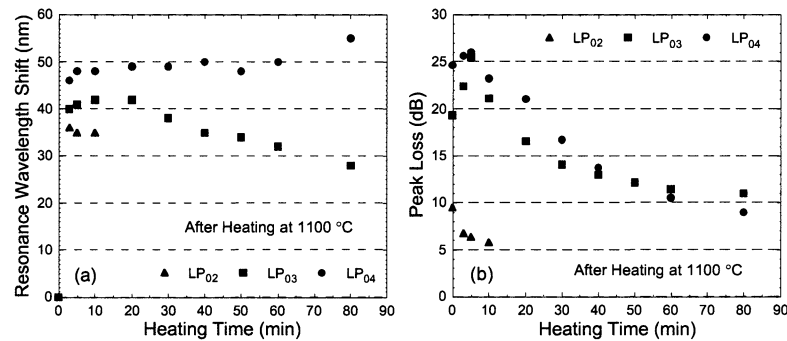 Resonance Wavelength Shift (nm)
60
50
40
30
20
10
0
After Heating at 1100 °C
(a)
LP02 LP03 LP04
0 10 20 30 40 50 60 70 80 90
Heating Time (min)
Peak Loss (dB)
30
25
20
15
10
5
0
LP02 LP03 LP04
(b)
After Heating at 1100 °C
0 10 20 30 40 50 60 70 80 90
Heating Time (min)